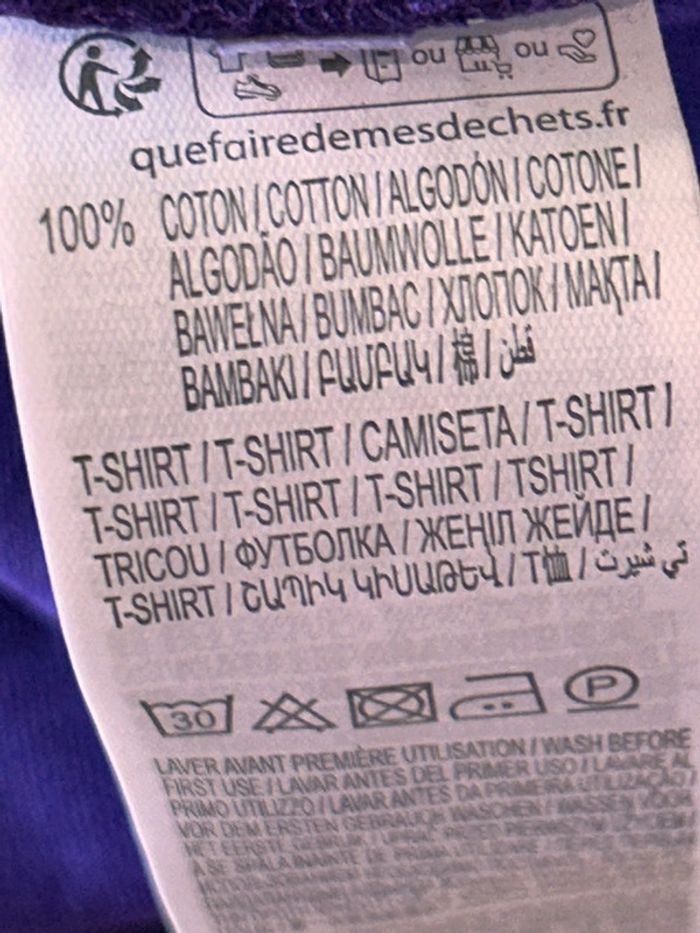 ou ou
quefairedemesdechets.fr
100% COTON / COTTON / ALGODÓN / COTONE /
ALGODÃO / BAUMWOLLE / KATOEN /
BAWEŁNA / BUMBAC / ХЛОПОК / МАҚТА /
BAMBAKI / ԲԱՄԲԱԿ / 棉 / قطن
T-SHIRT / T-SHIRT / CAMISETA / T-SHIRT /
T-SHIRT / T-SHIRT / T-SHIRT / TSHIRT /
TRICOU / ФУТБОЛКА / ЖЕҢІЛ ЖЕЙДЕ /
T-SHIRT / ՇԱՊԻԿ ԿԻՍԱԹԵՎ / T恤 / تي شيرت
30 P
LAVER AVANT PREMIÈRE UTILISATION / WASH BEFORE
FIRST USE / LAVAR ANTES DEL PRIMER USO / LAVARE AL
PRIMO UTILIZZO / LAVAR ANTES DA PRIMEIRA UTILIZAÇÃO /
VOR DEM ERSTEN GEBRAUCH WASCHEN / WASSEN